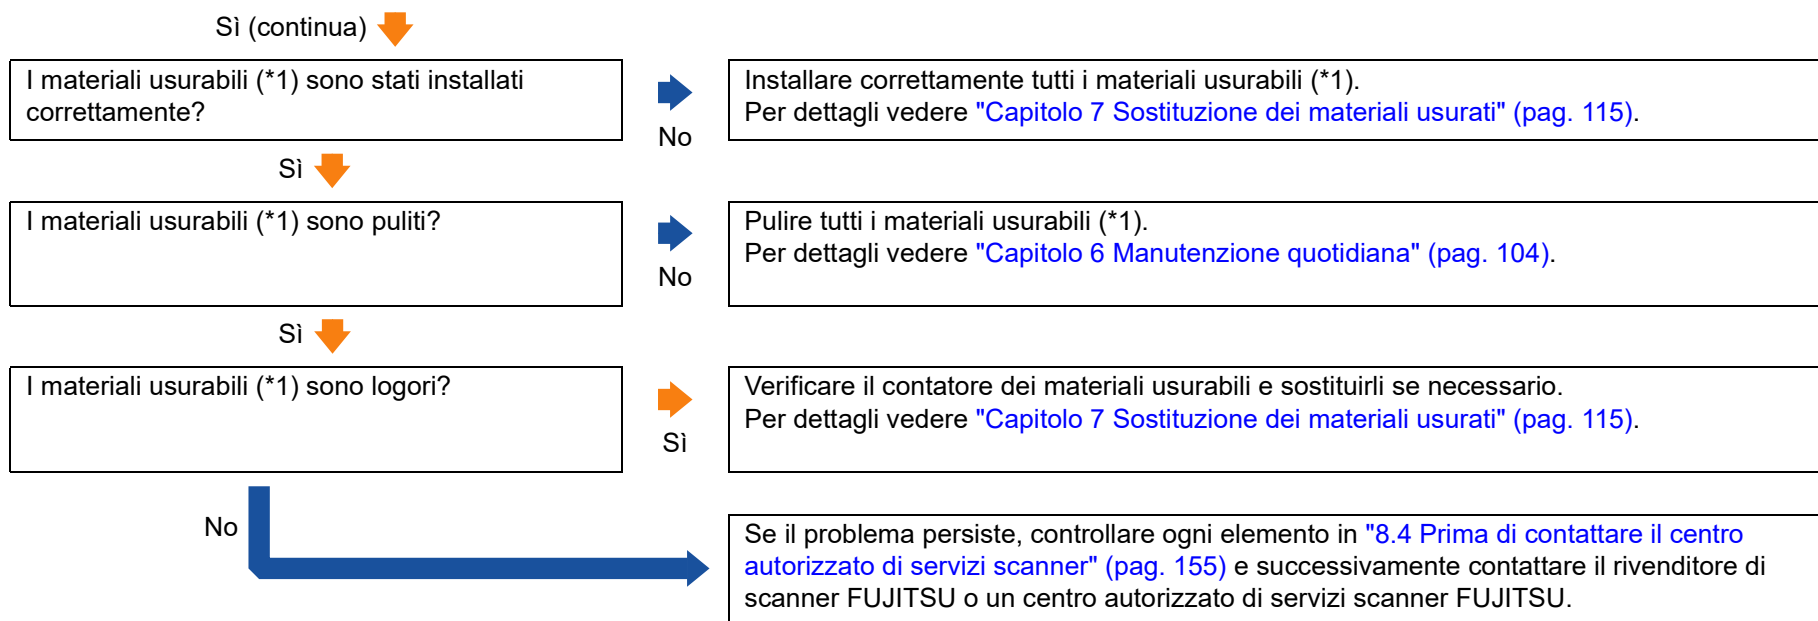 Sì (continua)
I materiali usurabili (*1) sono stati installati
correttamente?
No
Installare correttamente tutti i materiali usurabili (*1).
Per dettagli vedere "Capitolo 7 Sostituzione dei materiali usurati" (pag. 115).
Sì
I materiali usurabili (*1) sono puliti?
No
Pulire tutti i materiali usurabili (*1).
Per dettagli vedere "Capitolo 6 Manutenzione quotidiana" (pag. 104).
Sì
I materiali usurabili (*1) sono logori?
Sì
Verificare il contatore dei materiali usurabili e sostituirli se necessario.
Per dettagli vedere "Capitolo 7 Sostituzione dei materiali usurati" (pag. 115).
No
Se il problema persiste, controllare ogni elemento in "8.4 Prima di contattare il centro
autorizzato di servizi scanner" (pag. 155) e successivamente contattare il rivenditore di
scanner FUJITSU o un centro autorizzato di servizi scanner FUJITSU.